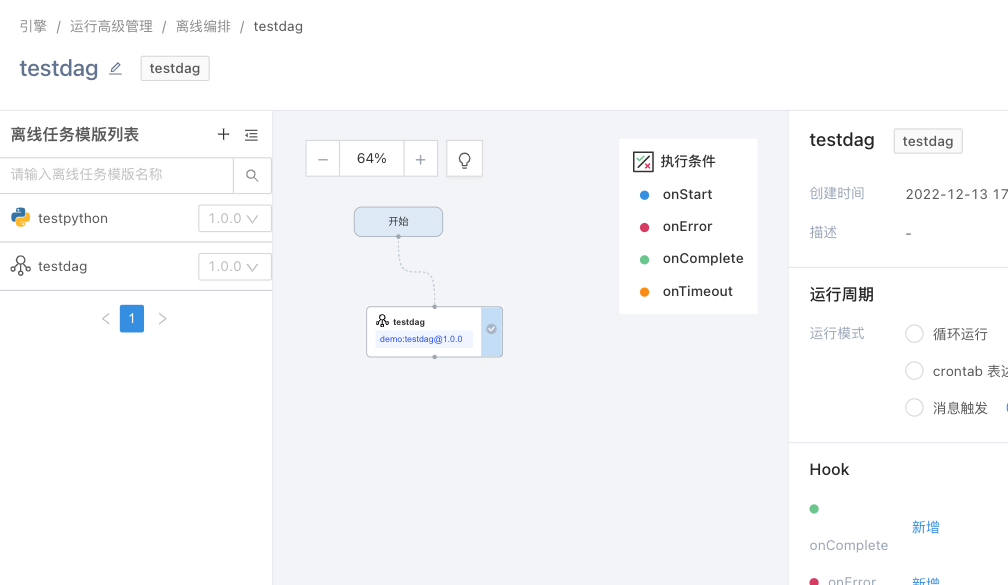 引擎 / 运行高级管理 / 离线编排 / testdag
testdag testdag
离线任务模版列表
请输入离线任务模版名称
testpython 1.0.0
testdag 1.0.0
1
64%
开始
testdag
demo:testdag@1.0.0
执行条件
onStart
onError
onComplete
onTimeout
testdag testdag
创建时间 2022-12-13 17
描述 -
运行周期
运行模式 循环运行
crontab 表达
消息触发
Hook
新增
onComplete
onError 新增